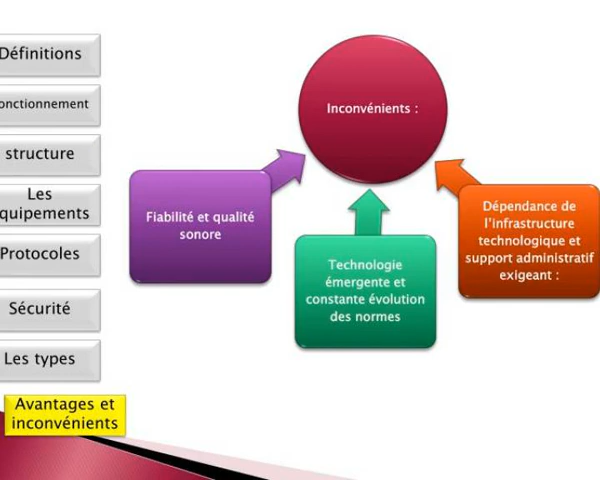 Définitions
onctionnement
structure
Les
quipements
Protocoles
Sécurité
Les types
Avantages et
inconvénients
Inconvénients :
Fiabilité et qualité
sonore
Technologie
émergente et
constante évolution
des normes
Dépendance de
l'infrastructure
technologique et
support administratif
exigeant :